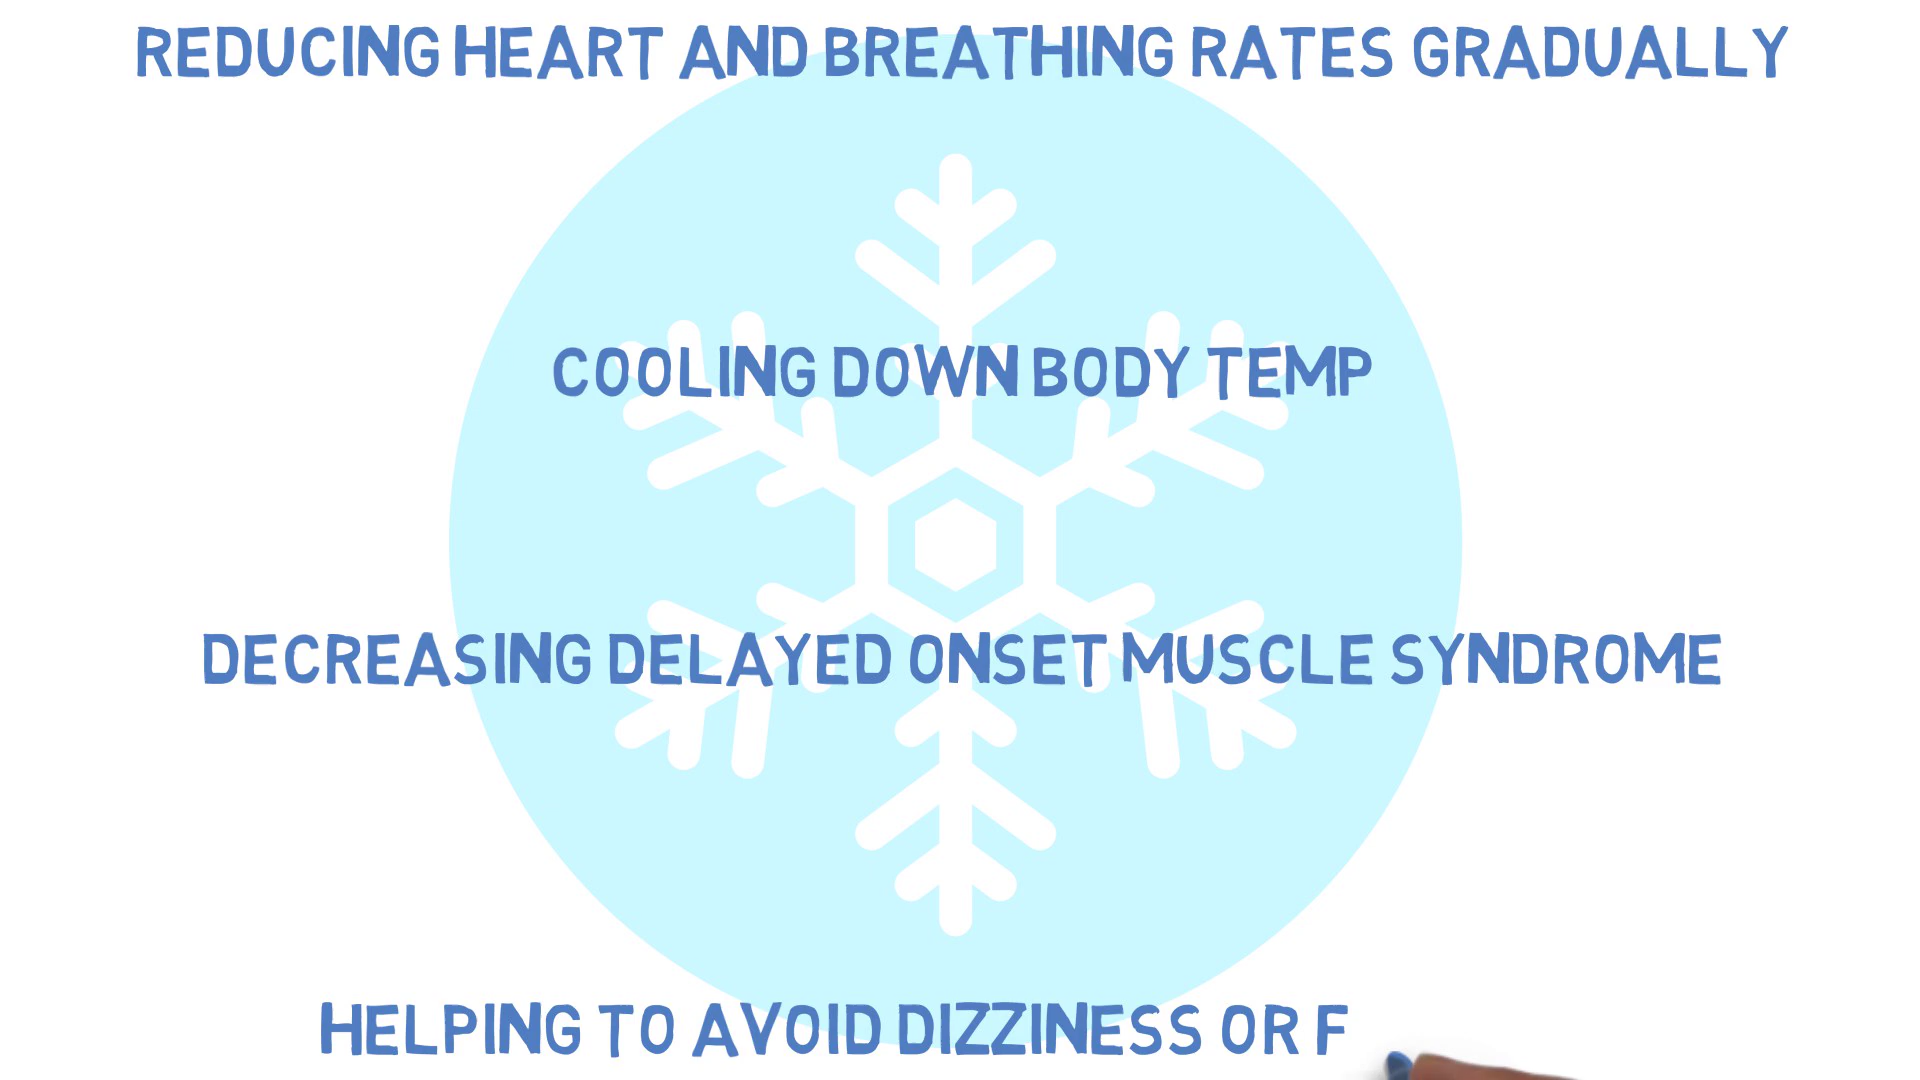 REDUCING HEART AND BREATHING RATES GRADUALLY
COOLING DOWN BODY TEMP
DECREASING DELAYED ONSET MUSCLE SYNDROME
HELPING TO AVOID DIZZINESS OR F